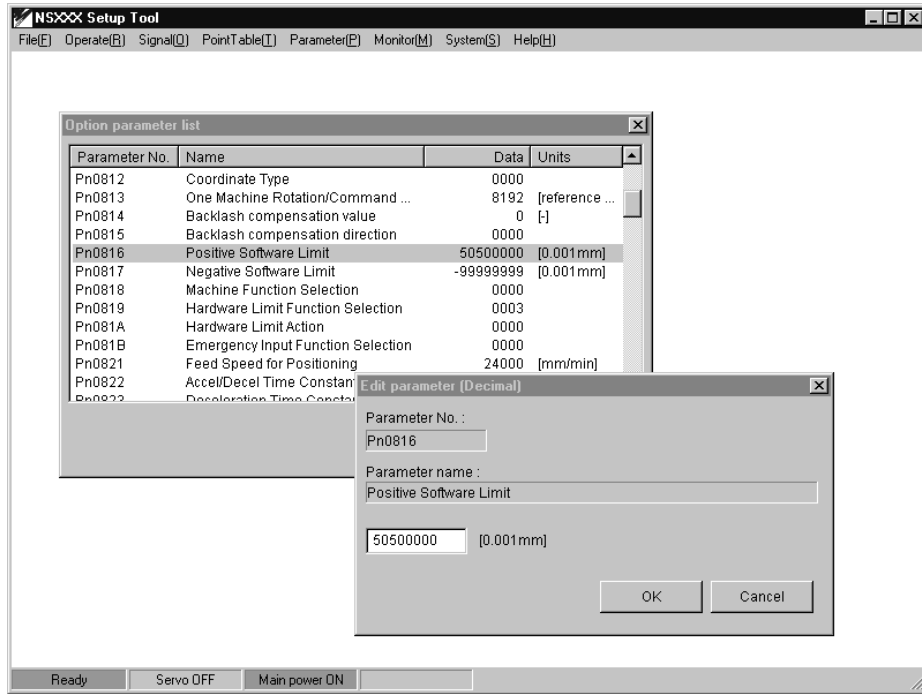 NSXXX Setup Tool
File(F) Operate(R) Signal(O) PointTable(T) Parameter(P) Monitor(M) System(S) Help(H)
Option parameter list
Parameter No. Name Data Units
Pn0812 Coordinate Type 0000
Pn0813 One Machine Rotation/Command ... 8192 [reference ...
Pn0814 Backlash compensation value 0 [-]
Pn0815 Backlash compensation direction 0000
Pn0816 Positive Software Limit 50500000 [0.001mm]
Pn0817 Negative Software Limit -99999999 [0.001mm]
Pn0818 Machine Function Selection 0000
Pn0819 Hardware Limit Function Selection 0003
Pn081A Hardware Limit Action 0000
Pn081B Emergency Input Function Selection 0000
Pn0821 Feed Speed for Positioning 24000 [mm/min]
Pn0822 Accel/Decel Time Constan
Pn0823 Deceleration Time Consta
Edit parameter (Decimal)
Parameter No. :
Pn0816
Parameter name :
Positive Software Limit
50500000 [0.001mm]
OK Cancel
Ready Servo OFF Main power ON